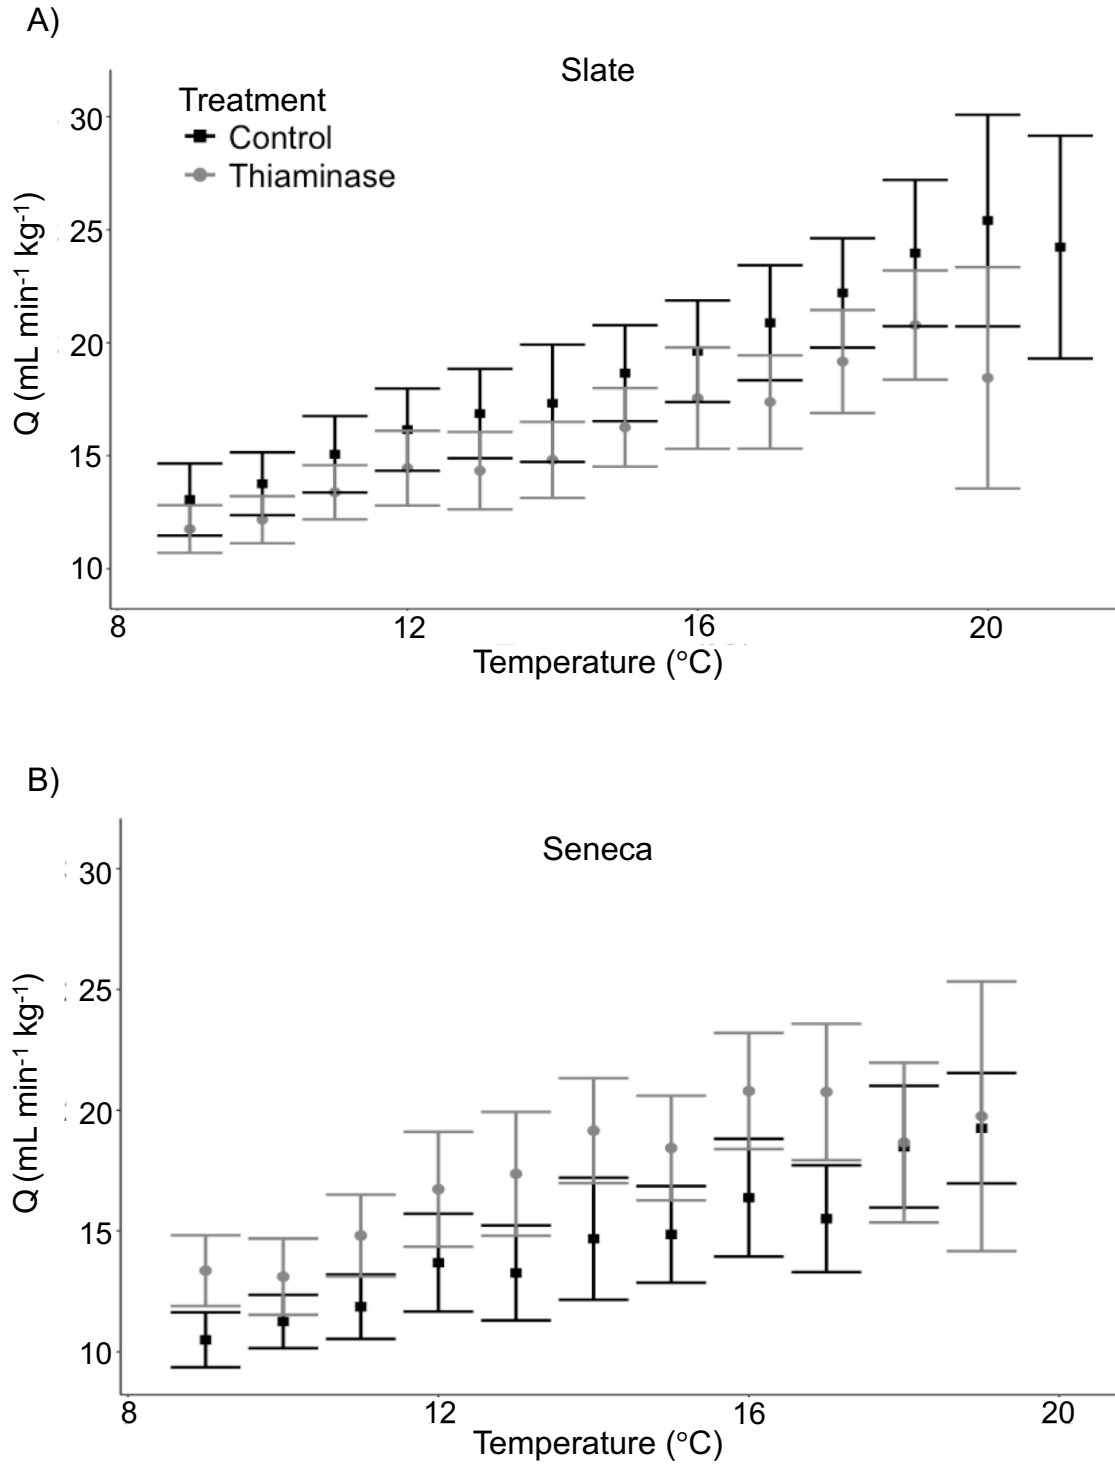 A)
Slate
Treatment
Control
Thiaminase
30
25
20
15
10
Q (mL min⁻¹ kg⁻¹)
8 12 16 20
Temperature (°C)
B)
Seneca
30
25
20
15
10
Q (mL min⁻¹ kg⁻¹)
8 12 16 20
Temperature (°C)